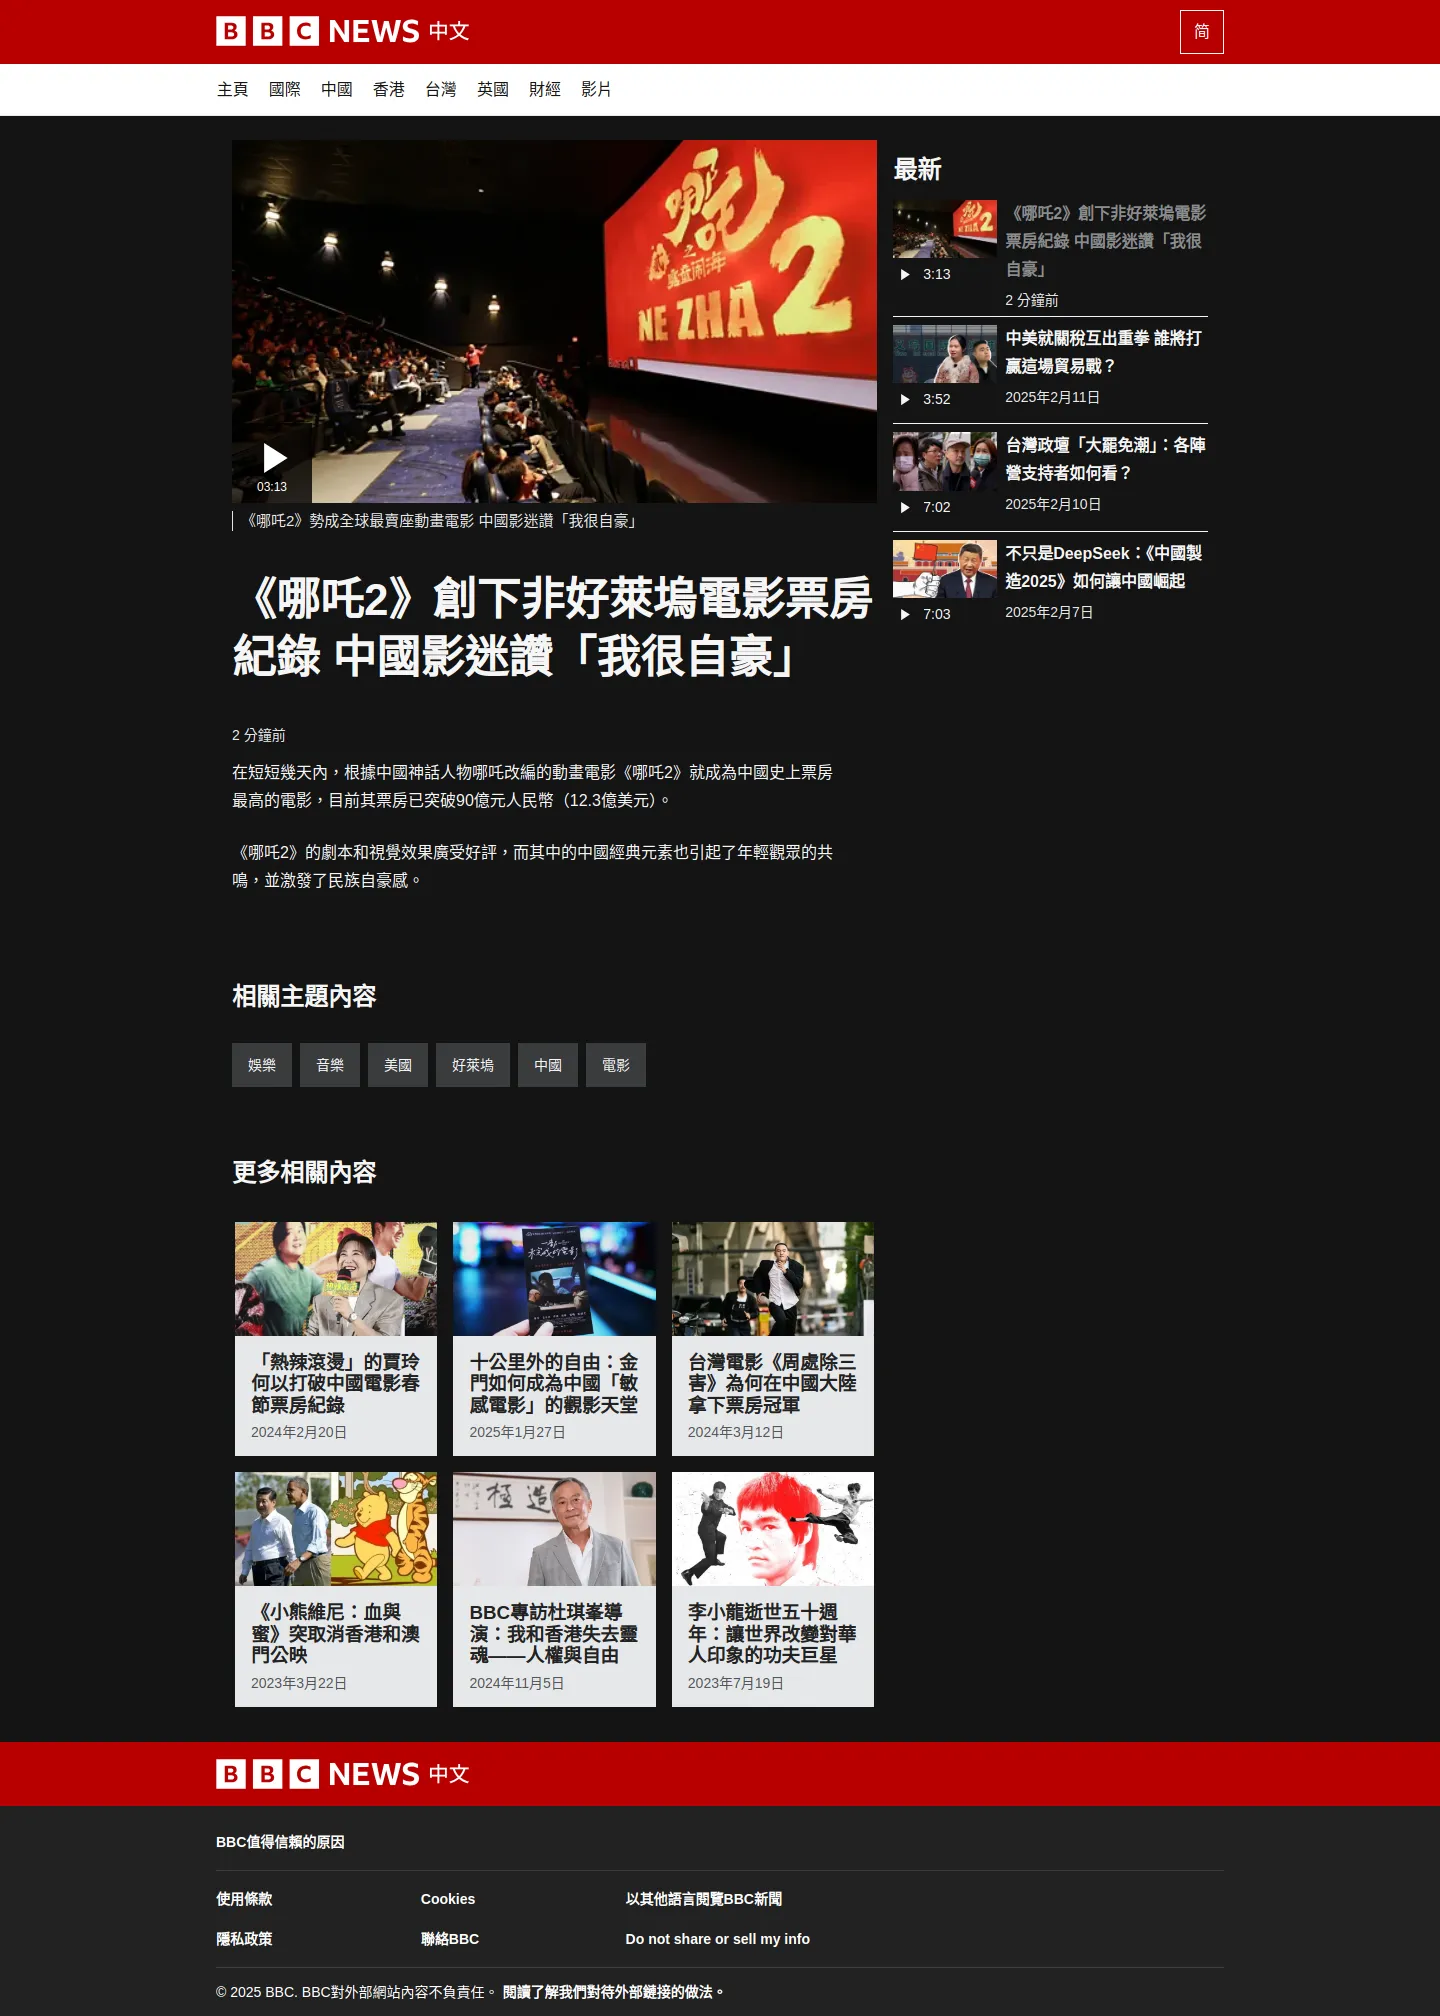 BBC NEWS 中文
简
主頁 國際 中國 香港 台灣 英國 財經 影片
哪吒
之
魔童闹海
2
NE ZHA
03:13
《哪吒2》勢成全球最賣座動畫電影 中國影迷讚「我很自豪」
《哪吒2》創下非好萊塢電影票房
紀錄 中國影迷讚「我很自豪」
2 分鐘前
在短短幾天內，根據中國神話人物哪吒改編的動畫電影《哪吒2》就成為中國史上票房
最高的電影，目前其票房已突破90億元人民幣（12.3億美元）。
《哪吒2》的劇本和視覺效果廣受好評，而其中的中國經典元素也引起了年輕觀眾的共
鳴，並激發了民族自豪感。
最新
《哪吒2》創下非好萊塢電影
票房紀錄 中國影迷讚「我很
自豪」
3:13
2 分鐘前
中美就關稅互出重拳 誰將打
贏這場貿易戰？
3:52
2025年2月11日
台灣政壇「大罷免潮」：各陣
營支持者如何看？
7:02
2025年2月10日
不只是DeepSeek：《中國製
造2025》如何讓中國崛起
7:03
2025年2月7日
相關主題內容
娛樂 音樂 美國 好萊塢 中國 電影
更多相關內容
「熱辣滾燙」的賈玲
何以打破中國電影春
節票房紀錄
2024年2月20日
十公里外的自由：金
門如何成為中國「敏
感電影」的觀影天堂
2025年1月27日
台灣電影《周處除三
害》為何在中國大陸
拿下票房冠軍
2024年3月12日
《小熊維尼：血與
蜜》突取消香港和澳
門公映
2023年3月22日
極 造
BBC專訪杜琪峯導
演：我和香港失去靈
魂——人權與自由
2024年11月5日
李小龍逝世五十週
年：讓世界改變對華
人印象的功夫巨星
2023年7月19日
BBC NEWS 中文
BBC值得信賴的原因
使用條款 Cookies 以其他語言閱覽BBC新聞
隱私政策 聯絡BBC Do not share or sell my info
© 2025 BBC. BBC對外部網站內容不負責任。 閱讀了解我們對待外部鏈接的做法。